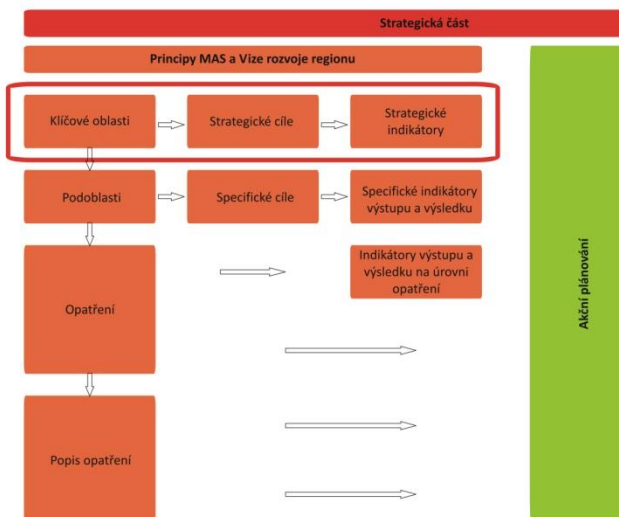 Strategická část
Principy MAS a Vize rozvoje regionu
Klíčové oblasti
Strategické cíle
Strategické
indikátory
Podoblasti
Specifické cíle
Specifické indikátory
výstupu a výsledku
Opatření
Indikátory výstupu a
výsledku na úrovni
opatření
Popis opatření
Akční plánování